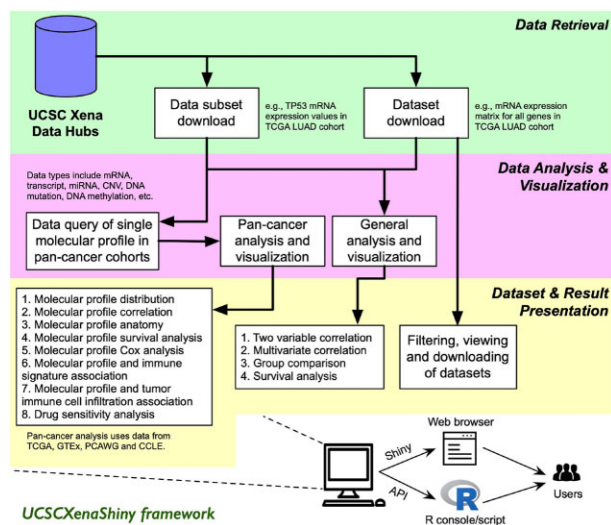 Data Retrieval
UCSC Xena
Data Hubs
Data subset
download
e.g., TP53 mRNA
expression values in
TCGA LUAD cohort
Dataset
download
e.g., mRNA expression
matrix for all genes in
TCGA LUAD cohort
Data Analysis &
Visualization
Data types include mRNA,
transcript, miRNA, CNV, DNA
mutation, DNA methylation, etc.
Data query of single
molecular profile in
pan-cancer cohorts
Pan-cancer
analysis and
visualization
General
analysis and
visualization
Dataset & Result
Presentation
1. Molecular profile distribution
2. Molecular profile correlation
3. Molecular profile anatomy
4. Molecular profile survival analysis
5. Molecular profile Cox analysis
6. Molecular profile and immune
signature association
7. Molecular profile and tumor
immune cell infiltration association
8. Drug sensitivity analysis
1. Two variable correlation
2. Multivariate correlation
3. Group comparison
4. Survival analysis
Filtering, viewing
and downloading
of datasets
Pan-cancer analysis uses data from
TCGA, GTEx, PCAWG and CCLE.
Web browser
Shiny
API
R
R console/script
Users
UCSCXenaShiny framework